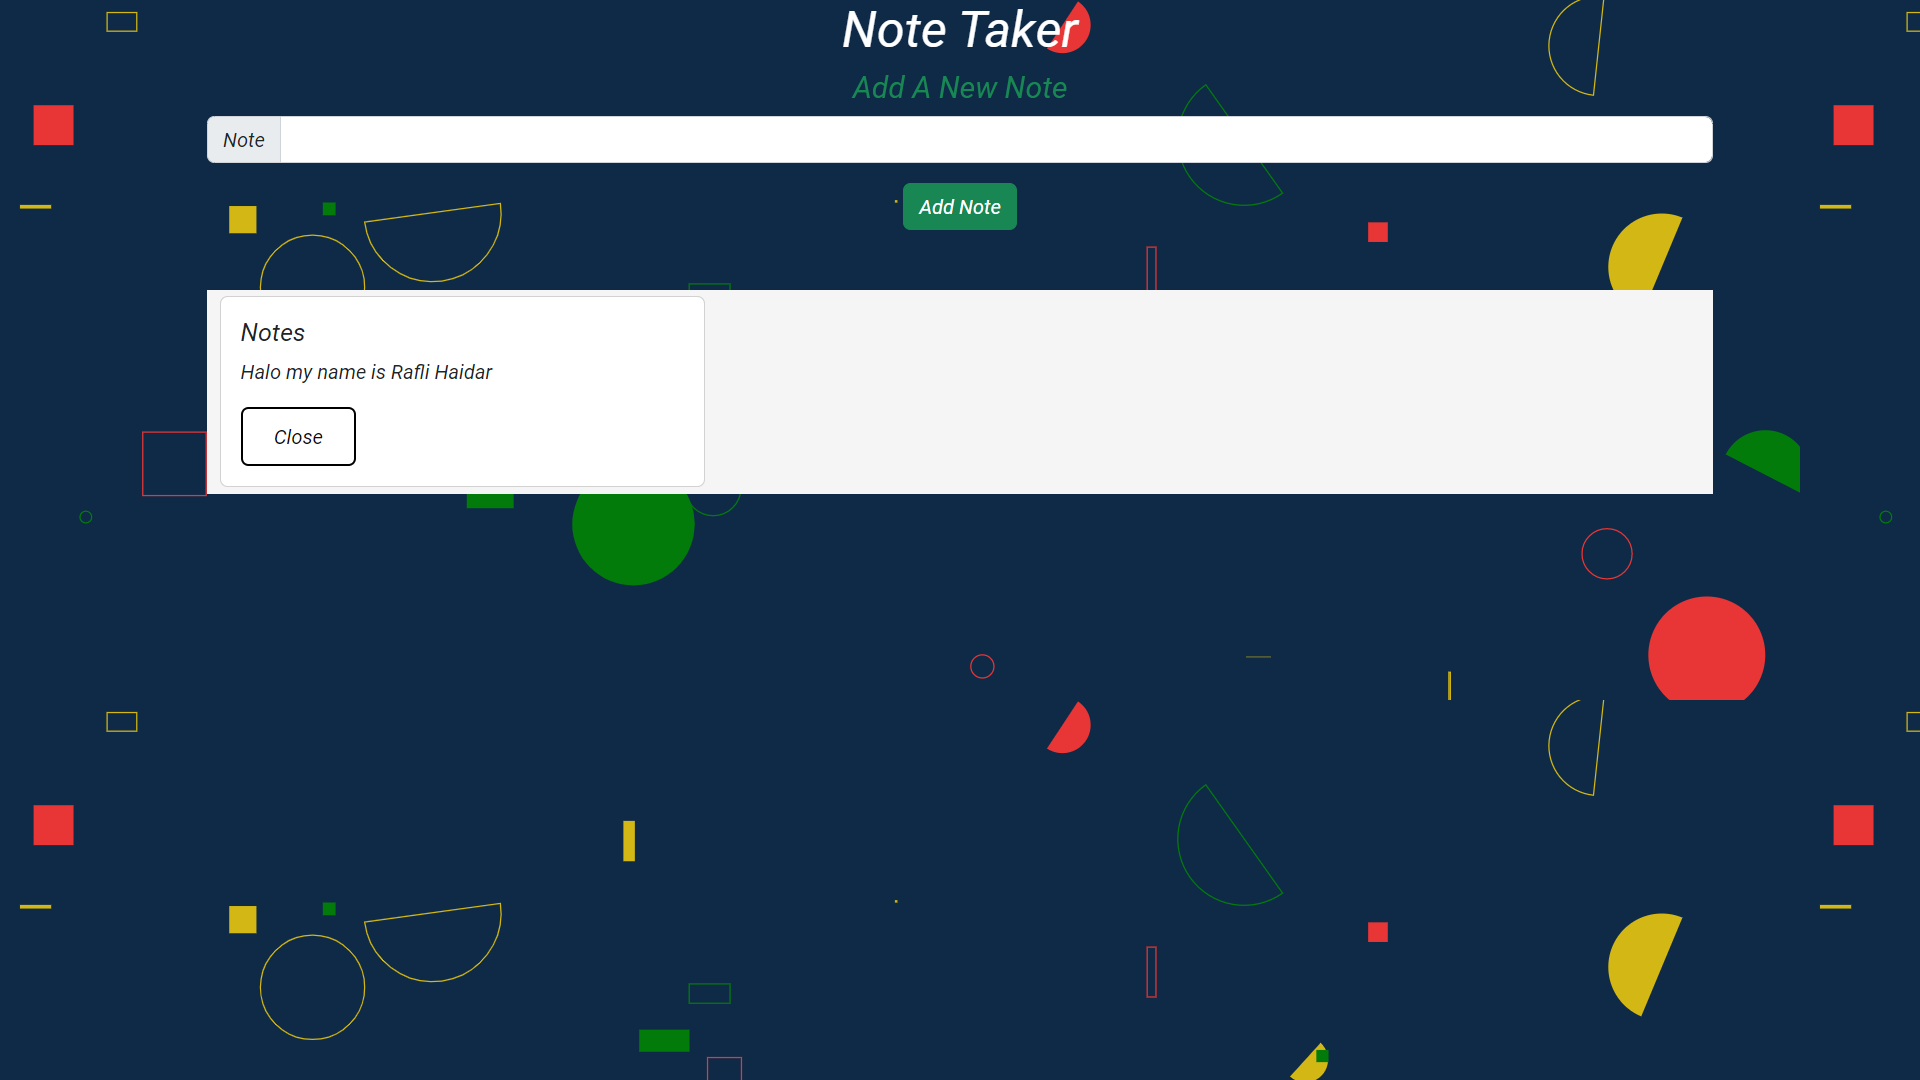 Note Taker
Add A New Note
Note
Add Note
Notes
Halo my name is Rafli Haidar
Close